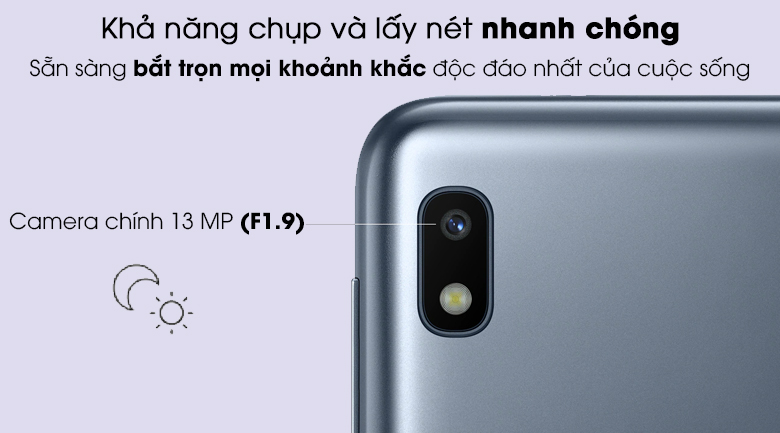 Khả năng chụp và lấy nét nhanh chóng
Sẵn sàng bắt trọn mọi khoảnh khắc độc đáo nhất của cuộc sống
Camera chính 13 MP (F1.9)